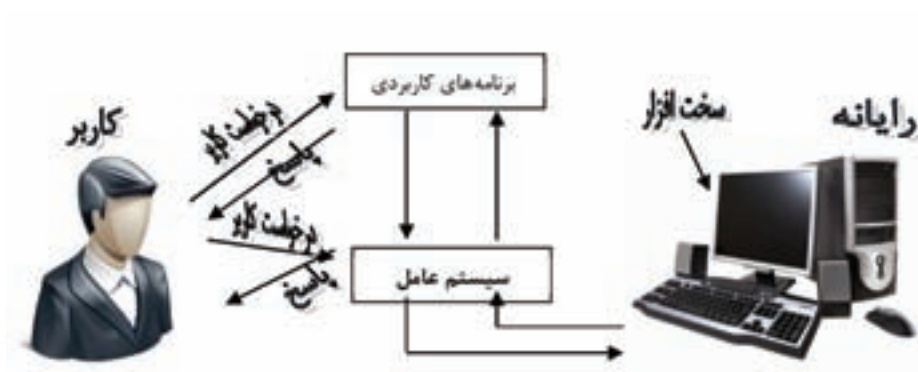 رایانه
سخت افزار
برنامه‌های کاربردی
کاربر
درخواست کاربر
پاسخ
درخواست کاربر
پاسخ
سیستم عامل